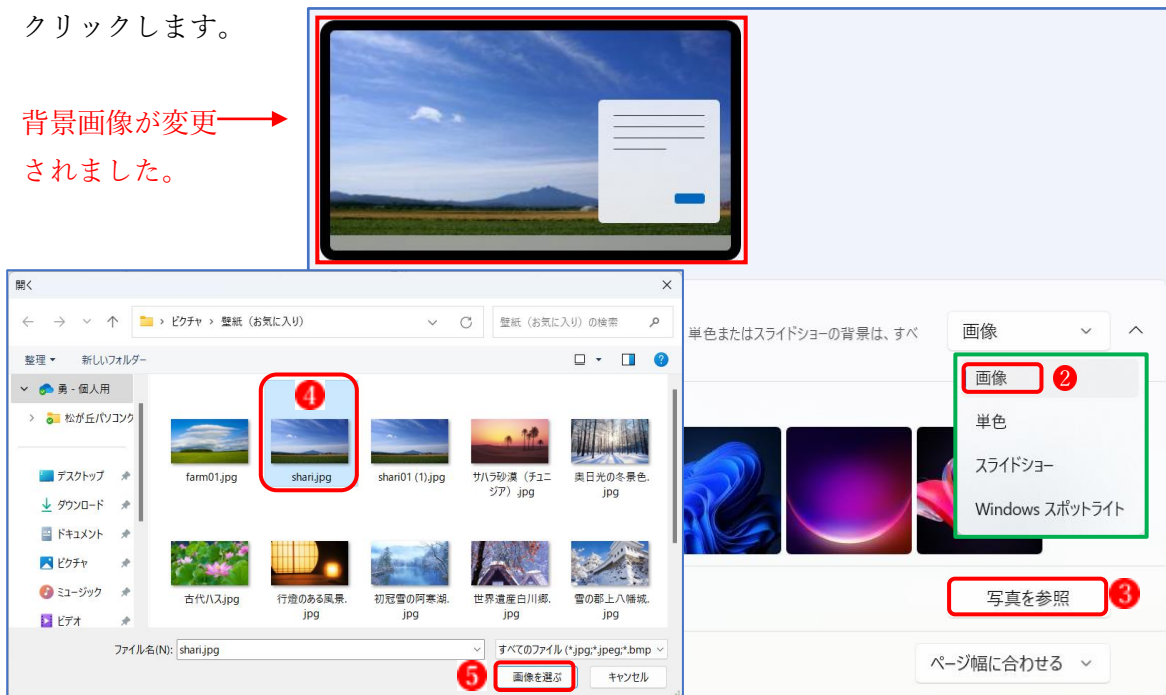 クリックします。
背景画像が変更
されました。
開く
ピクチャ › 壁紙（お気に入り）
壁紙（お気に入り）の検索
整理
新しいフォルダー
勇 - 個人用
松が丘パソコンク
デスクトップ
ダウンロード
ドキュメント
ピクチャ
ミュージック
ビデオ
4
farm01.jpg
shari.jpg
shari01 (1).jpg
サハラ砂漠（チュニ
ジア）.jpg
奥日光の冬景色.
jpg
古代ハス.jpg
行燈のある風景.
jpg
初冠雪の阿寒湖.
jpg
世界遺産白川郷.
jpg
雪の郡上八幡城.
jpg
ファイル名(N):
shari.jpg
すべてのファイル (*.jpg;*.jpeg;*.bmp
5
画像を選ぶ
キャンセル
単色またはスライドショーの背景は、すべ
画像
画像
2
単色
スライドショー
Windows スポットライト
写真を参照
3
ページ幅に合わせる